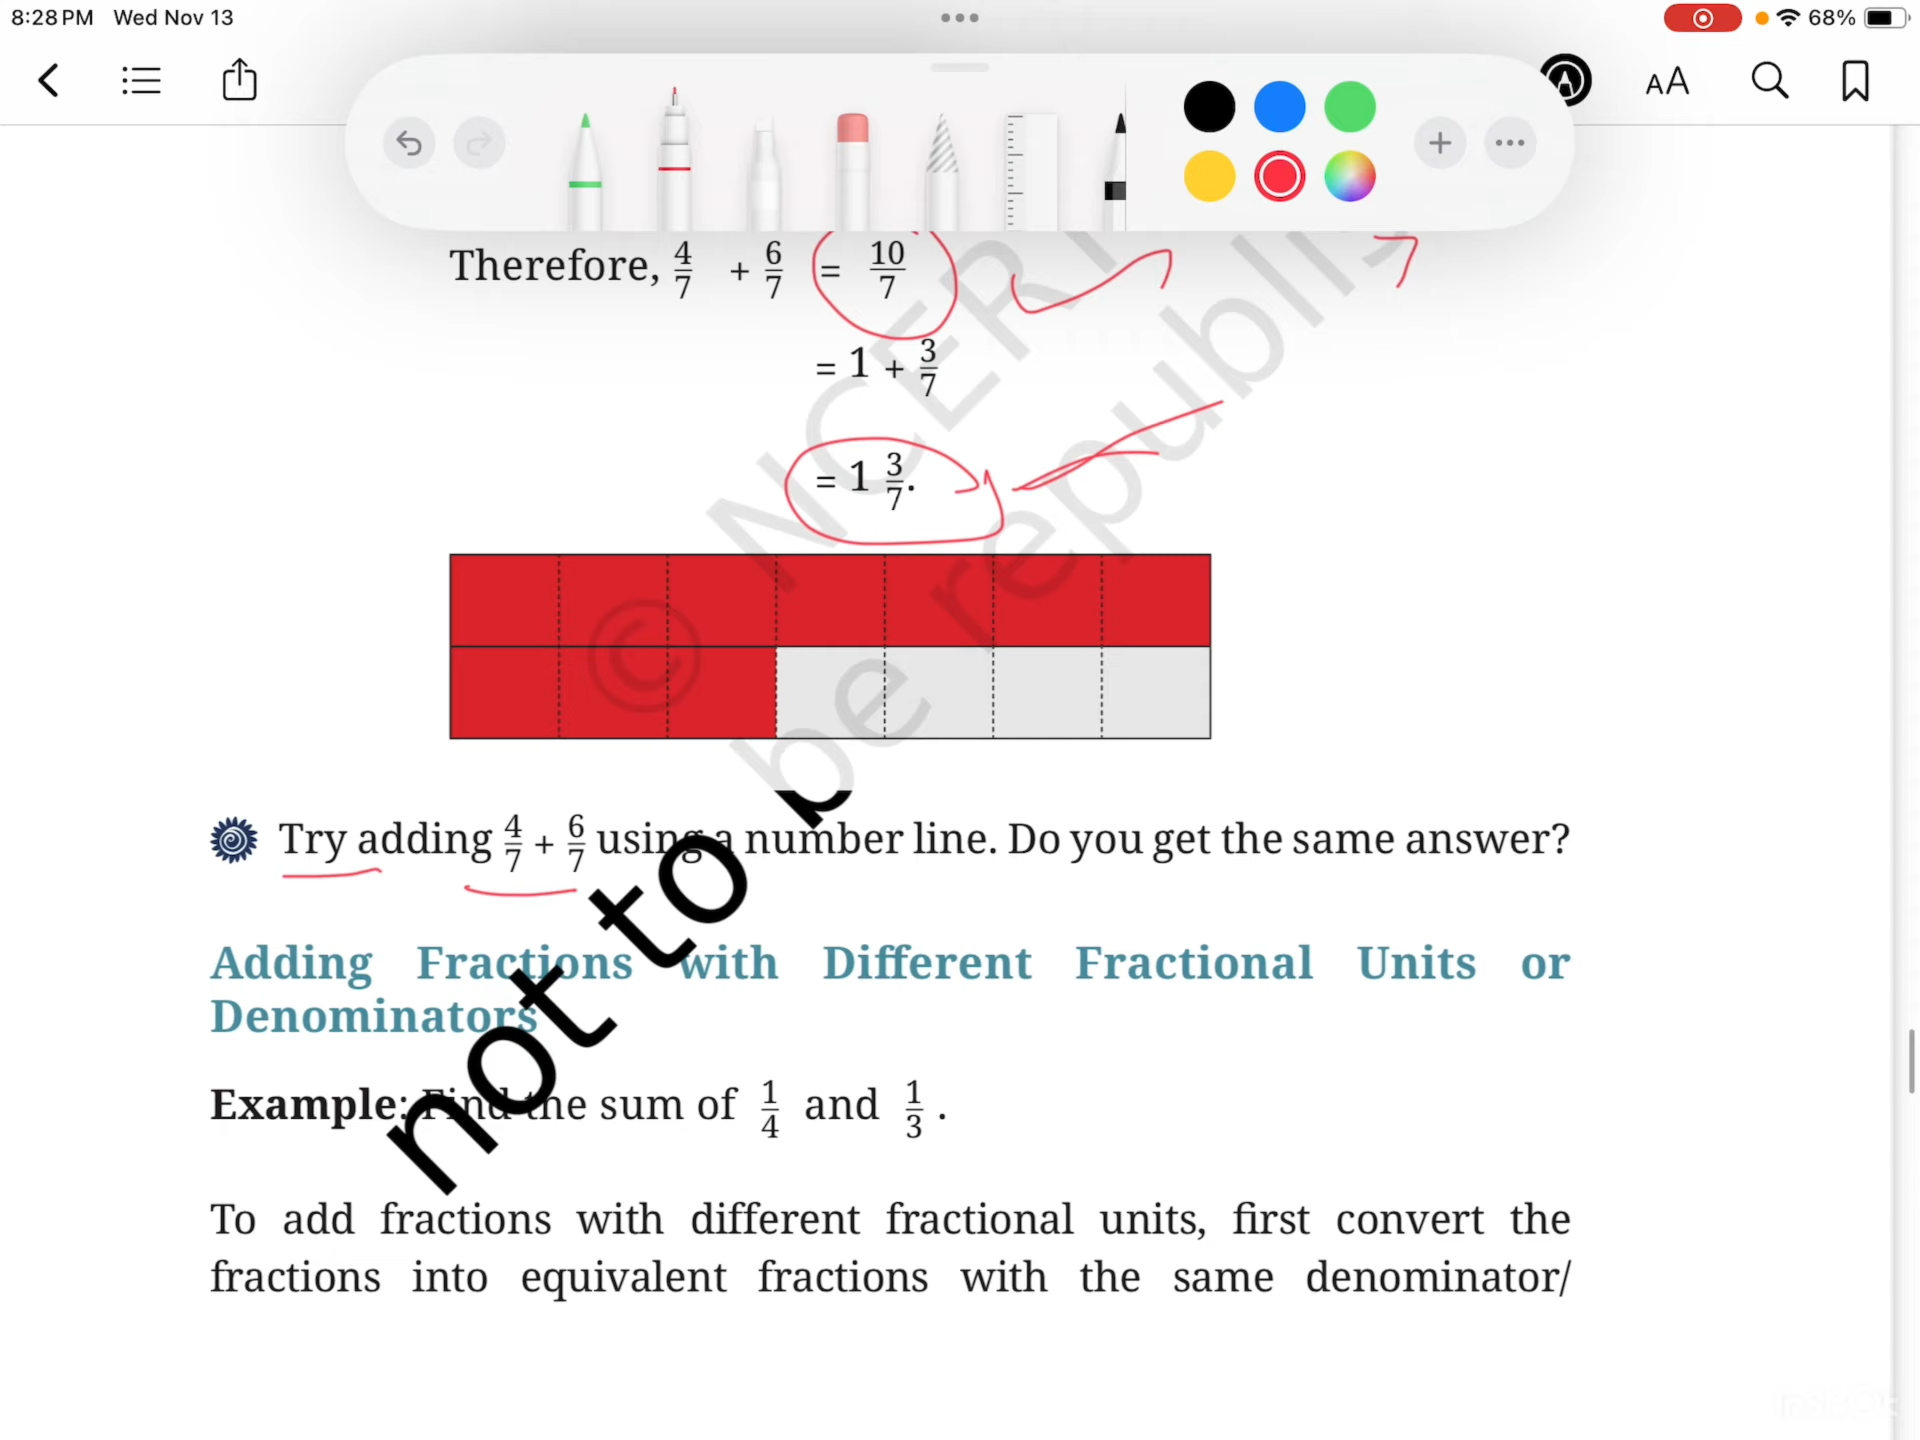 8:28 PM Wed Nov 13
68%
AA
Therefore, 4/7 + 6/7 = 10/7
= 1 + 3/7
= 1 3/7.
© NCERT
not to be republis
Try adding 4/7 + 6/7 using a number line. Do you get the same answer?
Adding Fractions with Different Fractional Units or
Denominators
Example: Find the sum of 1/4 and 1/3 .
To add fractions with different fractional units, first convert the
fractions into equivalent fractions with the same denominator/